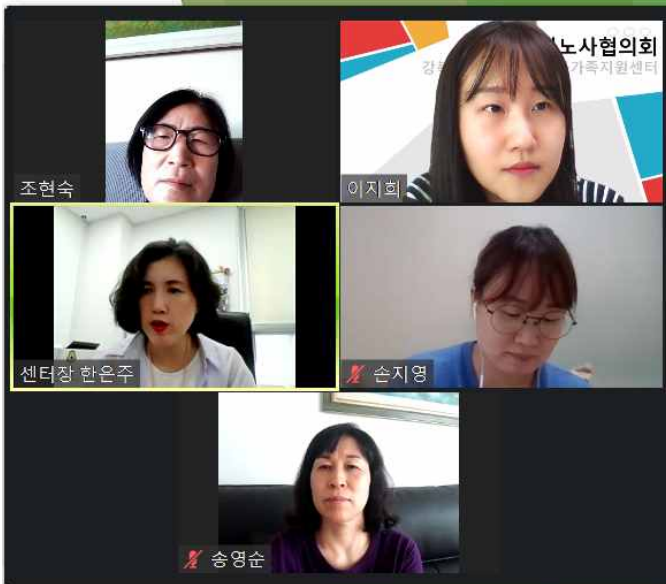 노사협의회
가족지원센터
조현숙
이지희
센터장 한은주
손지영
송영순